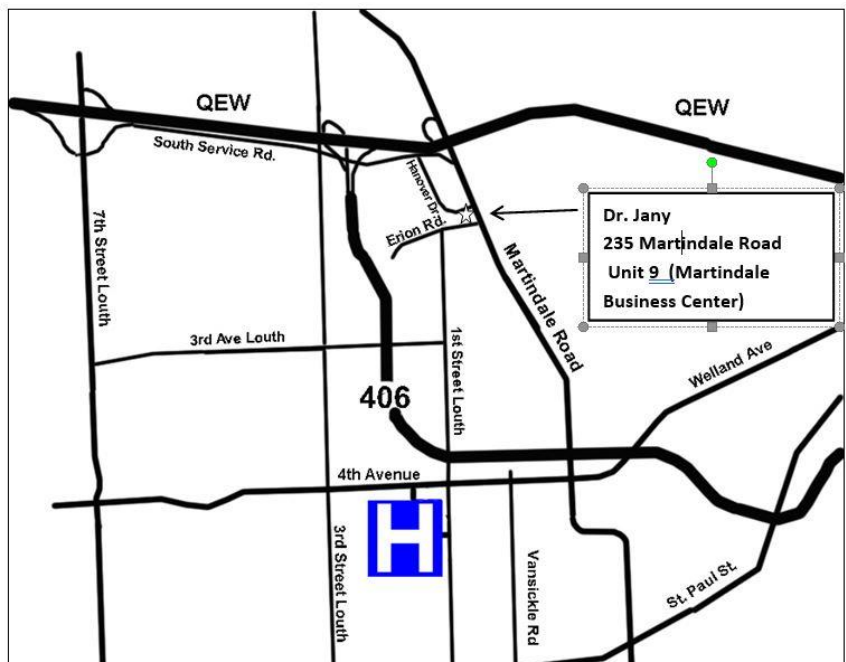 QEW
QEW
South Service Rd.
Hanover Dr.
Erion Rd.
Dr. Jany
235 Martindale Road
Unit 9 (Martindale
Business Center)
7th Street Louth
Martindale Road
3rd Ave Louth
1st Street Louth
Welland Ave
406
4th Avenue
H
3rd Street Louth
Vansickle Rd
St. Paul St.